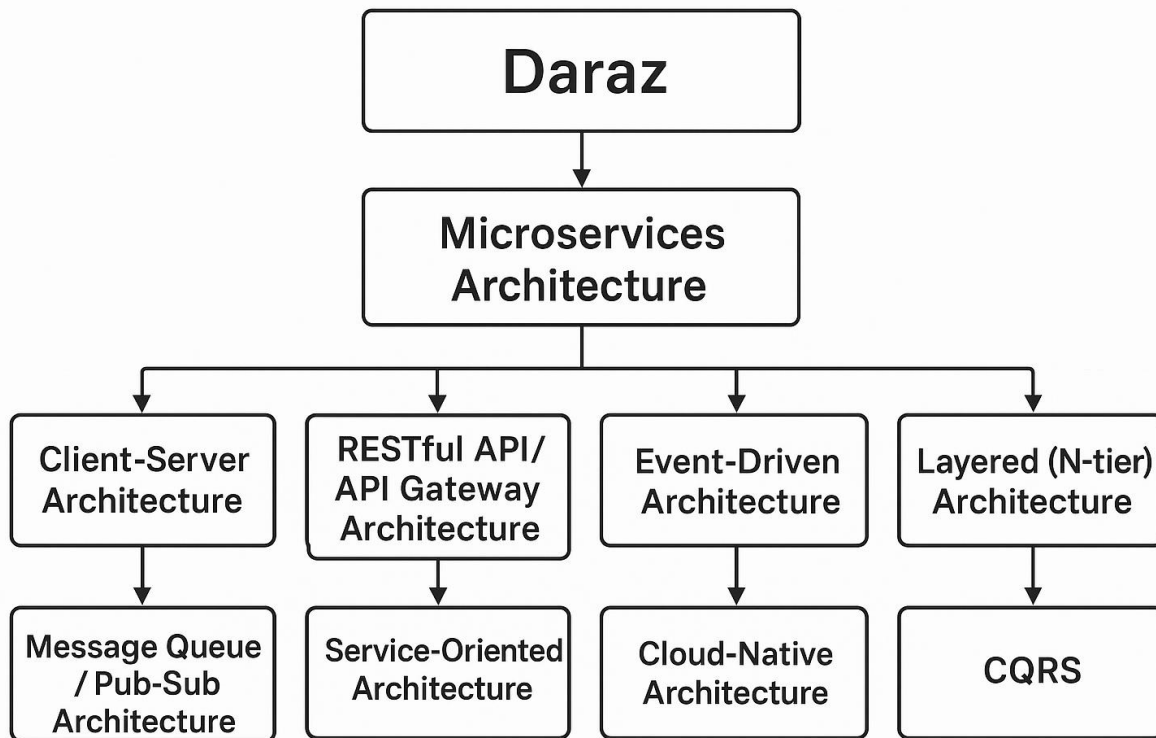 Daraz
Microservices
Architecture
Client-Server
Architecture
RESTful API/
API Gateway
Architecture
Event-Driven
Architecture
Layered (N-tier)
Architecture
Message Queue
/ Pub-Sub
Architecture
Service-Oriented
Architecture
Cloud-Native
Architecture
CQRS